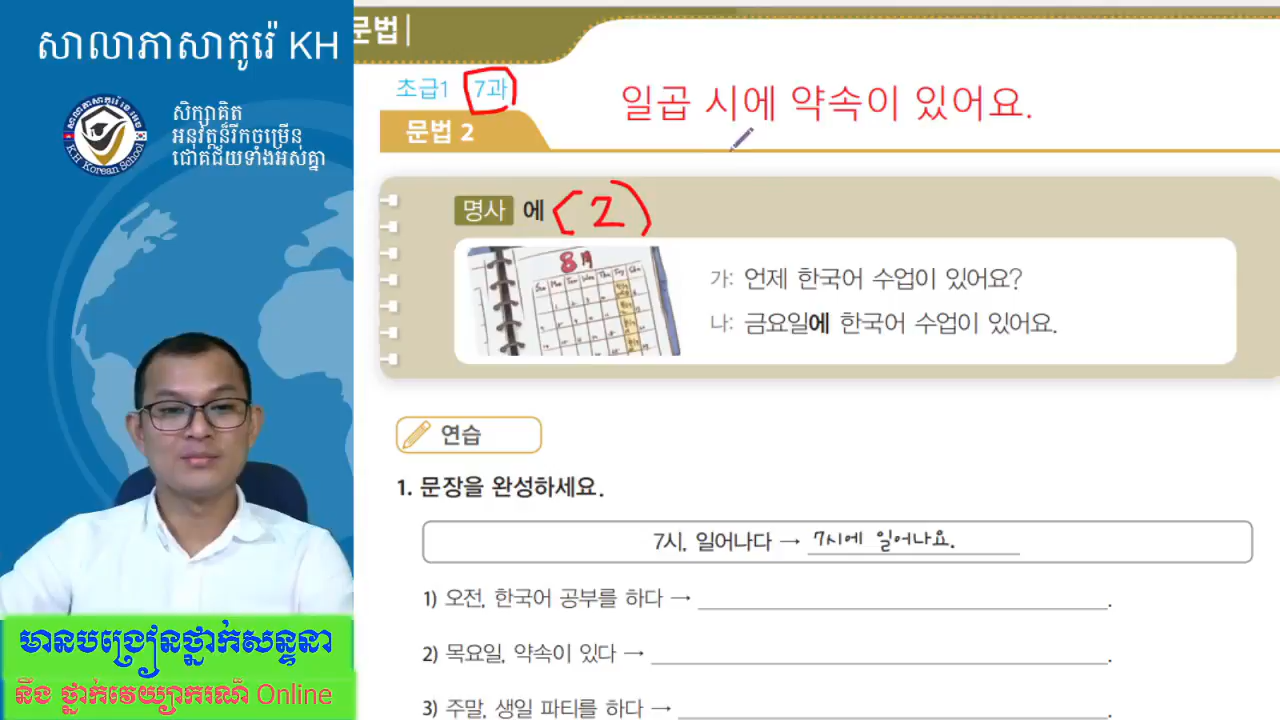 សាលាភាសាកូរ៉េ KH
សិក្សាគិត
អនុវត្តន៍រីកចម្រើន
ជោគជ័យទាំងអស់គ្នា
K.H Korean School
문법
초급1 7과
일곱 시에 약속이 있어요.
문법 2
명사 에 (2)
8월
가: 언제 한국어 수업이 있어요?
나: 금요일에 한국어 수업이 있어요.
연습
1. 문장을 완성하세요.
7시, 일어나다 → 7시에 일어나요.
1) 오전, 한국어 공부를 하다 → .
2) 목요일, 약속이 있다 → .
3) 주말, 생일 파티를 하다 → .
មានបង្រៀនថ្នាក់សន្ទនា
នឹង ថ្នាក់វេយ្យាករណ៍ Online